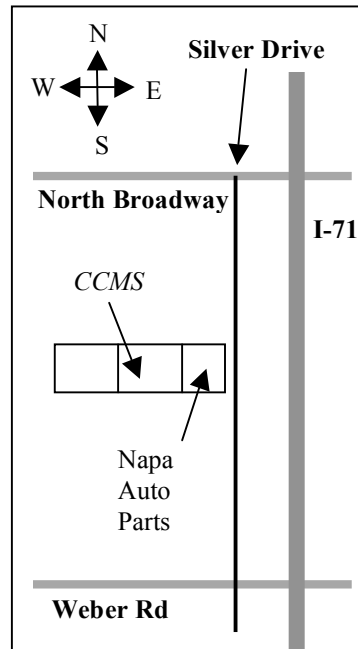 N
Silver Drive
W
E
S
North Broadway
I-71
CCMS
Napa
Auto
Parts
Weber Rd